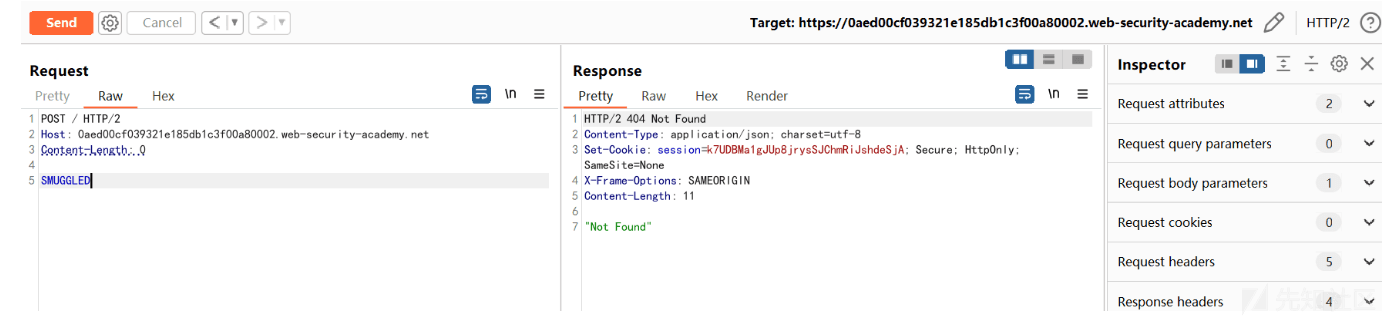 Send
Cancel
Target: https://0aed00cf039321e185db1c3f00a80002.web-security-academy.net
HTTP/2
Request
Pretty Raw Hex
\n
1 POST / HTTP/2
2 Host: 0aed00cf039321e185db1c3f00a80002.web-security-academy.net
3 Content-Length: 0
4
5 SMUGGLED
Response
Pretty Raw Hex Render
\n
1 HTTP/2 404 Not Found
2 Content-Type: application/json; charset=utf-8
3 Set-Cookie: session=k7UDBMa1gJUp8jrysSJChmRiJshdeSjA; Secure; HttpOnly;
SameSite=None
4 X-Frame-Options: SAMEORIGIN
5 Content-Length: 11
6
7 "Not Found"
Inspector
Request attributes 2
Request query parameters 0
Request body parameters 1
Request cookies 0
Request headers 5
Response headers 4
先知社区